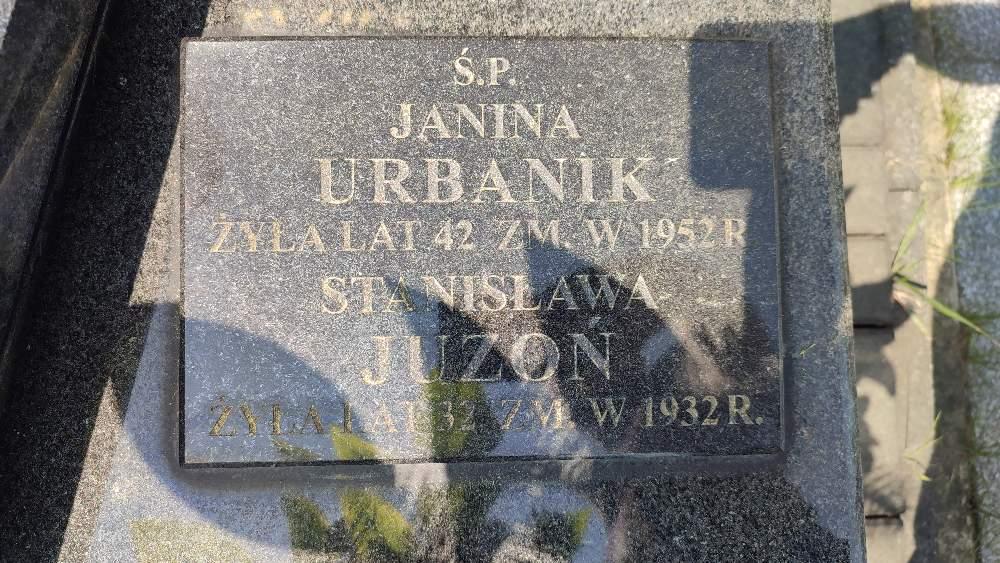 Ś.P.
JANINA
URBANIK
ŻYŁA LAT 42 ZM. W 1952 R
STANISŁAWA
JUZOŃ
ŻYŁA LAT 32 ZM. W 1932 R.